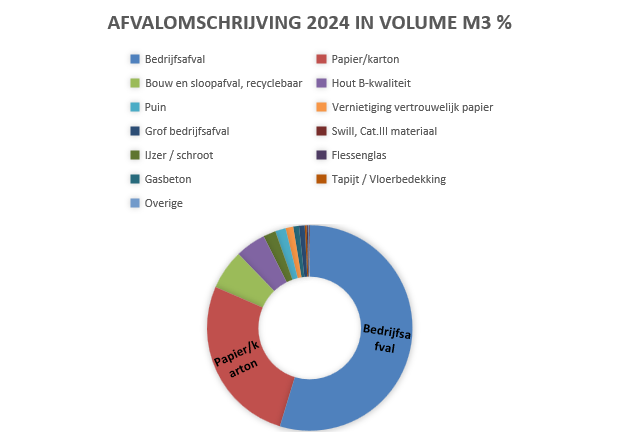 AFVALOMSCHRIJVING 2024 IN VOLUME M3 %
Bedrijfsafval
Papier/karton
Bouw en sloopafval, recyclebaar
Hout B-kwaliteit
Puin
Vernietiging vertrouwelijk papier
Grof bedrijfsafval
Swill, Cat.III materiaal
IJzer / schroot
Flessenglas
Gasbeton
Tapijt / Vloerbedekking
Overige
Bedrijfsa
fval
Papier/k
arton